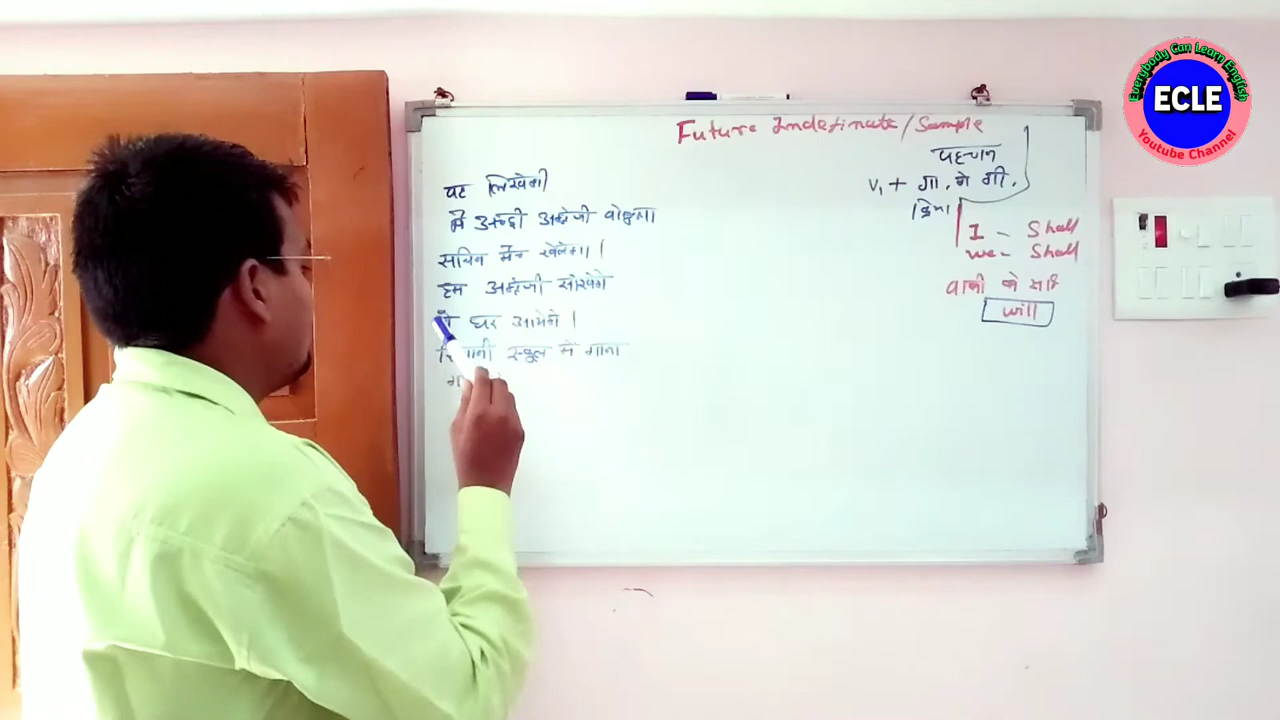 Future Indefinate/Sample
पहचान
V₁ + गा, गे गी,
क्रिया
I - Shall
we - Shall
वाकी के साथ
will
वह लिखेगी
मैं अच्छी अंग्रेजी बोलूंगा
सचिन मैच खेलेगा।
हम अंग्रेजी सीखेंगे
घर आयेगे।
स्कूल में गाना
Everybody Can Learn English
ECLE
Youtube Channel